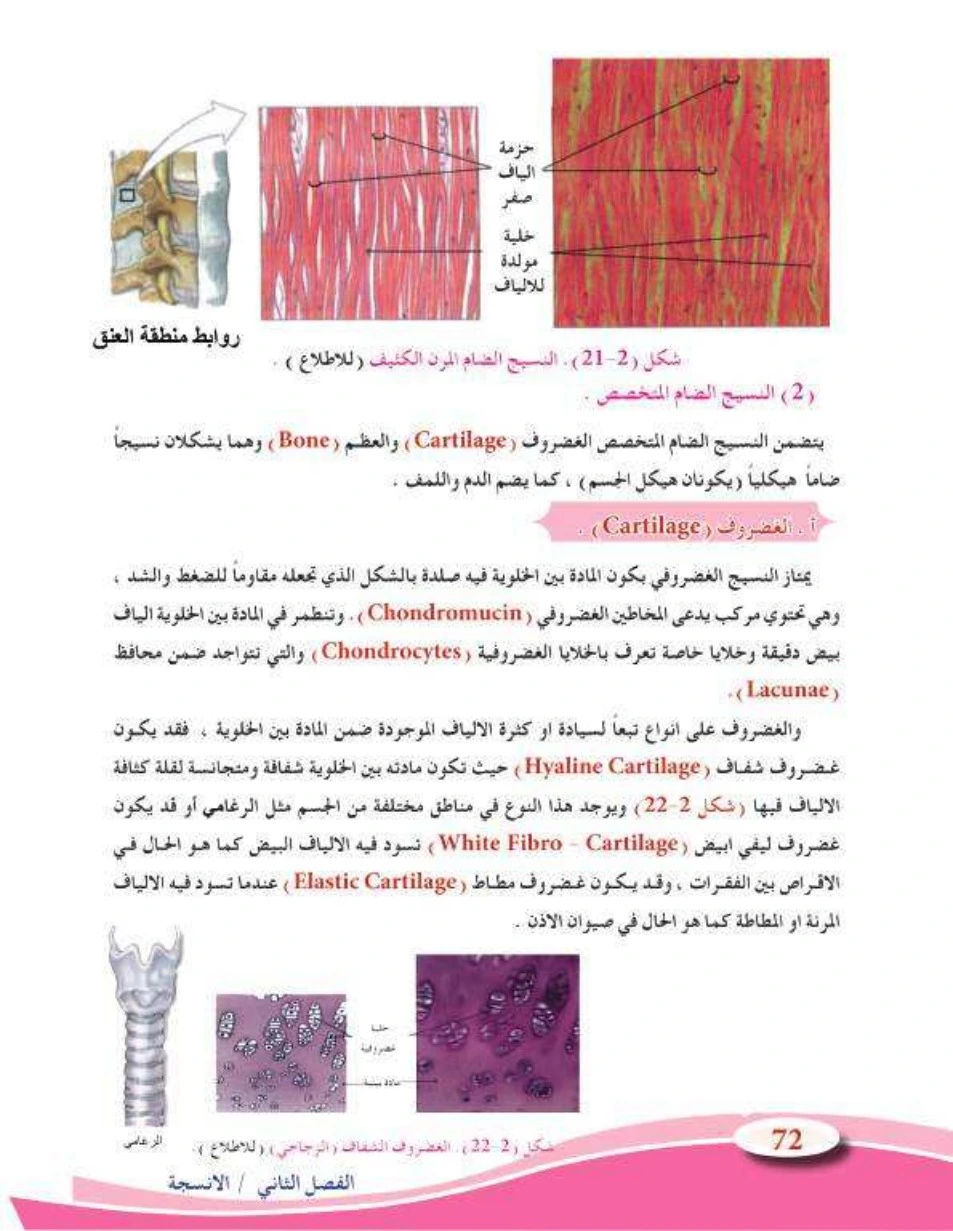 حزمة
الياف
صفر
خلية
مولدة
للالياف
روابط منطقة العنق
شكل (2-21). النسيج الضام المرن الكثيف (للاطلاع) .
(2) النسيج الضام المتخصص .
يتضمن النسيج الضام المتخصص الغضروف (Cartilage) والعظم (Bone) وهما يشكلان نسيجاً
ضاماً هيكلياً (يكونان هيكل الجسم) ، كما يضم الدم واللمف .
أ . الغضروف (Cartilage) .
يمتاز النسيج الغضروفي بكون المادة بين الخلوية فيه صلدة بالشكل الذي تجعله مقاوماً للضغط والشد ،
وهي تحتوي مركب يدعى المخاطين الغضروفي (Chondromucin) . وتنطمر في المادة بين الخلوية الياف
بيض دقيقة وخلايا خاصة تعرف بالخلايا الغضروفية (Chondrocytes) والتي تتواجد ضمن محافظ
(Lacunae) .
والغضروف على انواع تبعاً لسيادة او كثرة الالياف الموجودة ضمن المادة بين الخلوية ، فقد يكون
غضروف شفاف (Hyaline Cartilage) حيث تكون مادته بين الخلوية شفافة ومتجانسة لقلة كثافة
الالياف فيها (شكل 2-22) ويوجد هذا النوع في مناطق مختلفة من الجسم مثل الرغامي أو قد يكون
غضروف ليفي ابيض (White Fibro - Cartilage) تسود فيه الالياف البيض كما هو الحال في
الاقراص بين الفقرات ، وقد يكون غضروف مطاط (Elastic Cartilage) عندما تسود فيه الالياف
المرنة او المطاطة كما هو الحال في صيوان الاذن .
خلية
غضروفية
مادة بينية
الرغامي
شكل (2-22). الغضروف الشفاف (الزجاجي) (للاطلاع) .
72
الفصل الثاني / الانسجة